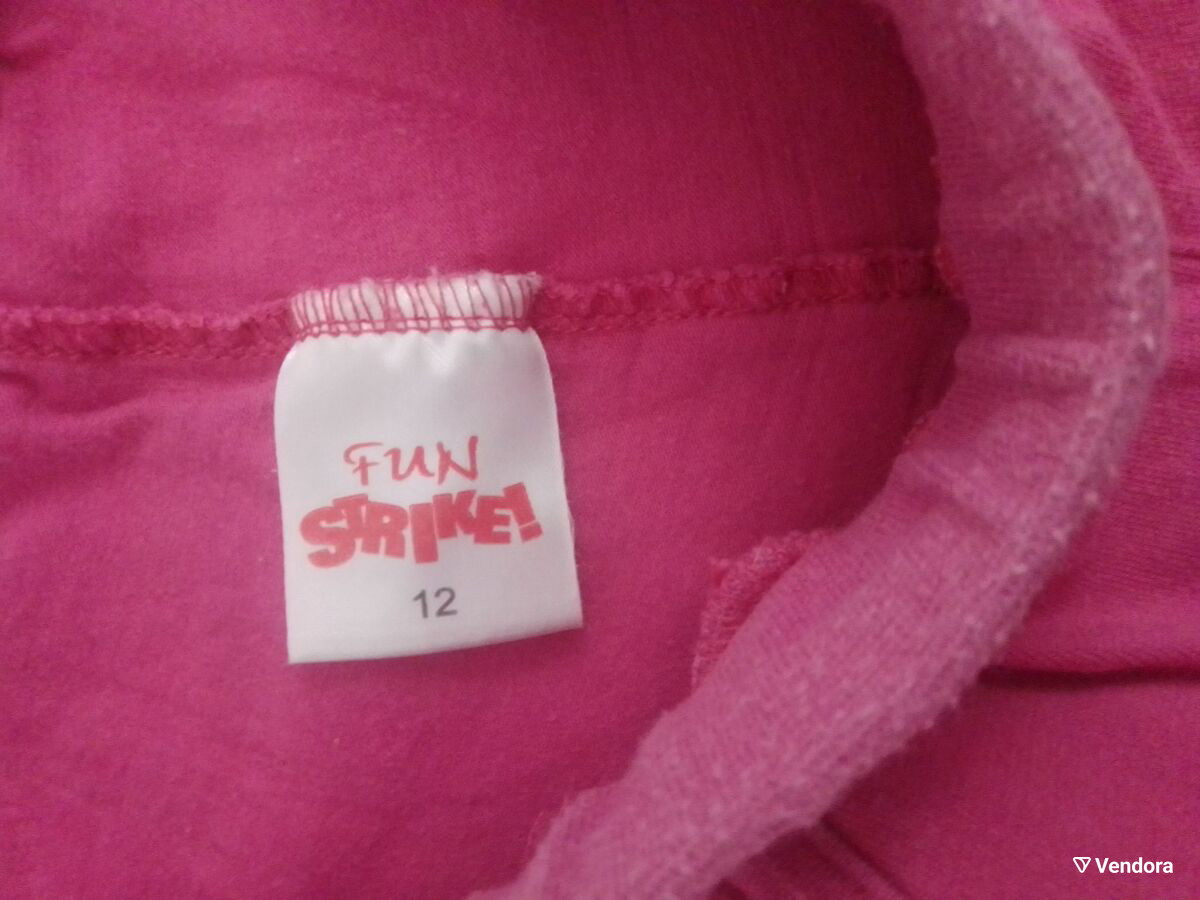 FUN
STRIKE!
12
Vendora